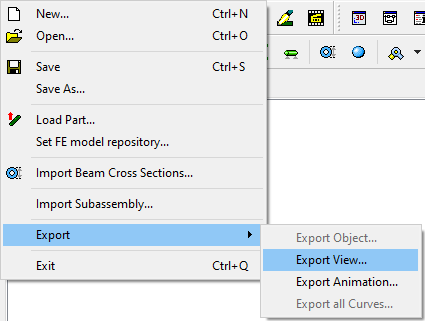 New... Ctrl+N
Open... Ctrl+O
Save Ctrl+S
Save As...
Load Part...
Set FE model repository...
Import Beam Cross Sections...
Import Subassembly...
Export
Exit Ctrl+Q
Export Object...
Export View...
Export Animation...
Export all Curves...